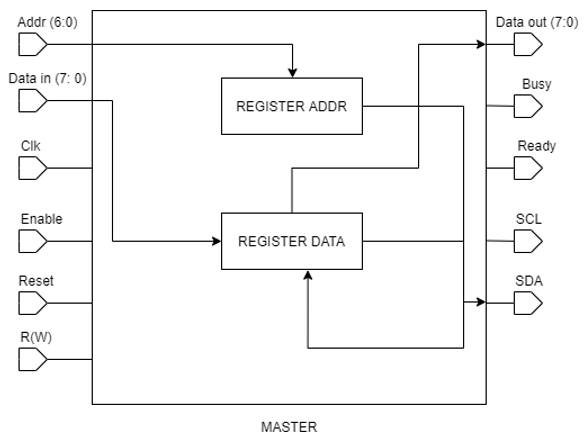 Addr (6:0)
Data out (7:0)
Data in (7: 0)
Busy
REGISTER ADDR
Clk
Ready
Enable
SCL
REGISTER DATA
Reset
SDA
R(W)
MASTER